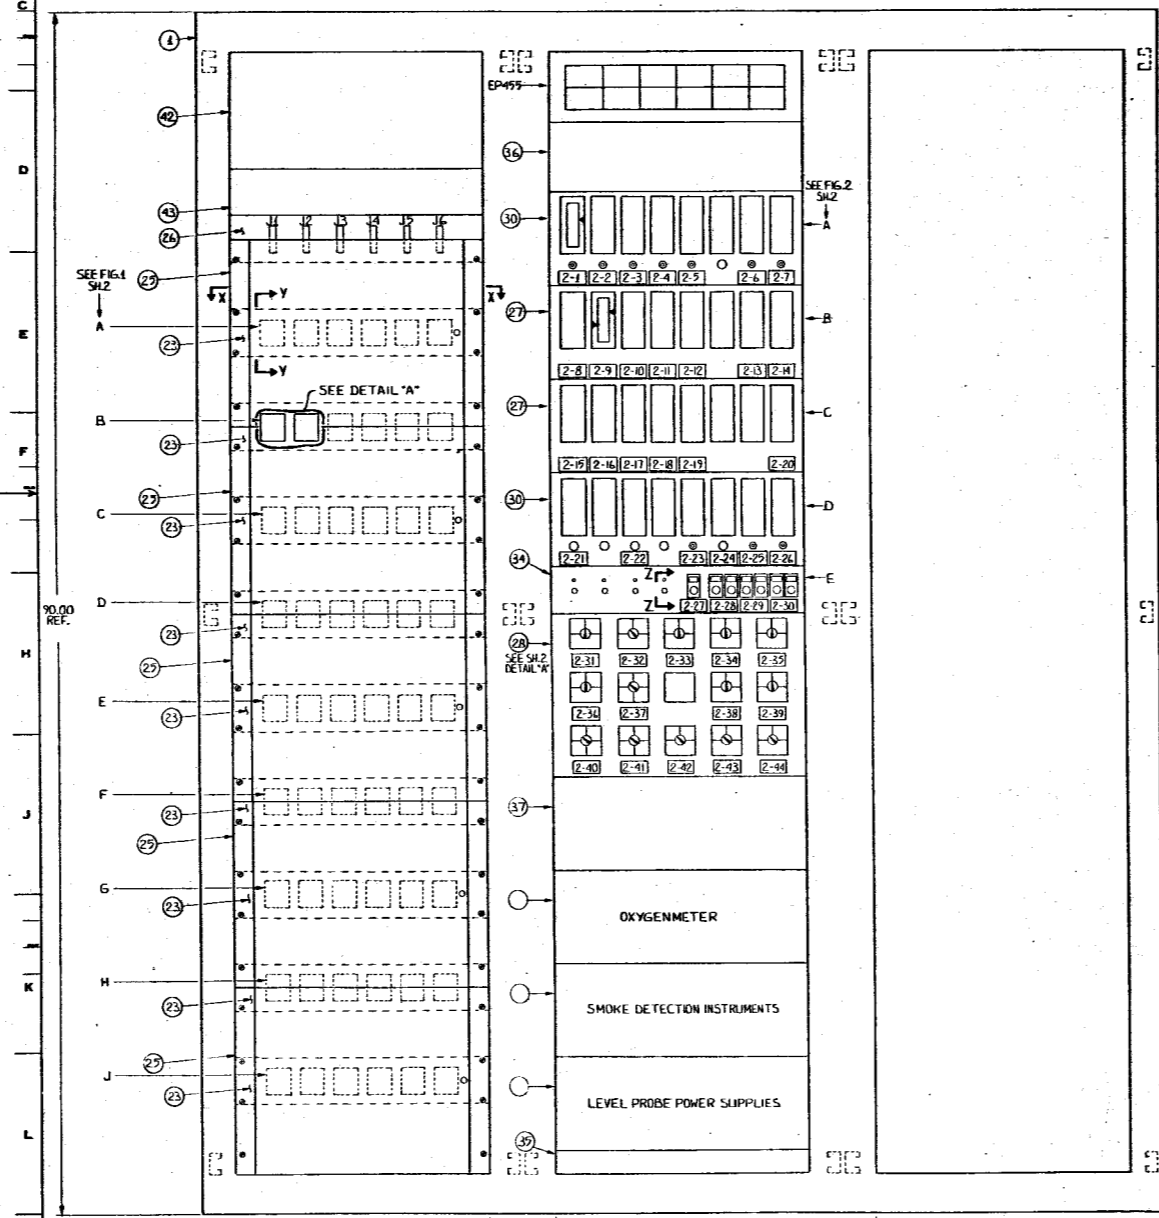 C
D
E
F
H
J
K
L
90.00
REF.
1
42
43
26
J1 J2 J3 J4 J5 J6
25
SEE FIG.1
SH.2
X Y X
A
23
Y
SEE DETAIL "A"
B
23
25
C
23
D
23
25
E
23
F
23
25
G
23
H
23
25
J
23
EP455
36
SEE FIG.2
SH.2
30
A
2-1 2-2 2-3 2-4 2-5 2-6 2-7
27
B
2-8 2-9 2-10 2-11 2-12 2-13 2-14
27
C
2-15 2-16 2-17 2-18 2-19 2-20
30
D
2-21 2-22 2-23 2-24 2-25 2-26
34
Z
E
Z
2-27 2-28 2-29 2-30
28
SEE SH.2
DETAIL "A"
2-31 2-32 2-33 2-34 2-35
2-36 2-37 2-38 2-39
2-40 2-41 2-42 2-43 2-44
37
OXYGENMETER
SMOKE DETECTION INSTRUMENTS
LEVEL PROBE POWER SUPPLIES
35